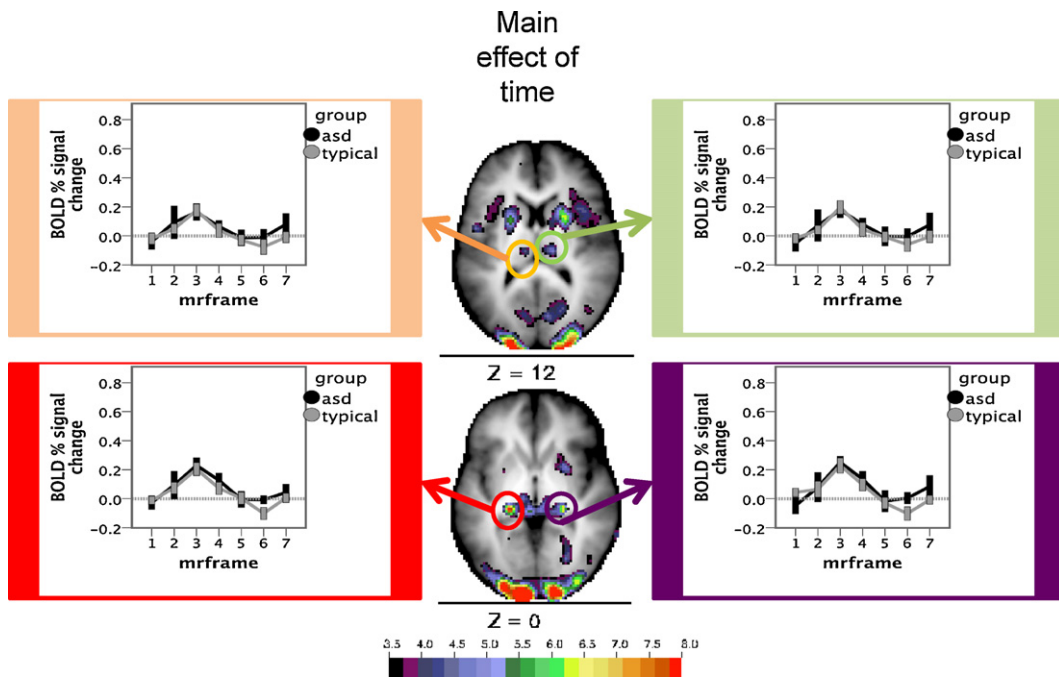 Main
effect of
time
BOLD % signal
change
0.8
0.6
0.4
0.2
0.0
−0.2
group
asd
typical
1 2 3 4 5 6 7
mrframe
BOLD % signal
change
0.8
0.6
0.4
0.2
0.0
−0.2
group
asd
typical
1 2 3 4 5 6 7
mrframe
Z = 12
BOLD % signal
change
0.8
0.6
0.4
0.2
0.0
−0.2
group
asd
typical
1 2 3 4 5 6 7
mrframe
BOLD % signal
change
0.8
0.6
0.4
0.2
0.0
−0.2
group
asd
typical
1 2 3 4 5 6 7
mrframe
Z = 0
3.5 4.0 4.5 5.0 5.5 6.0 6.5 7.0 7.5 8.0